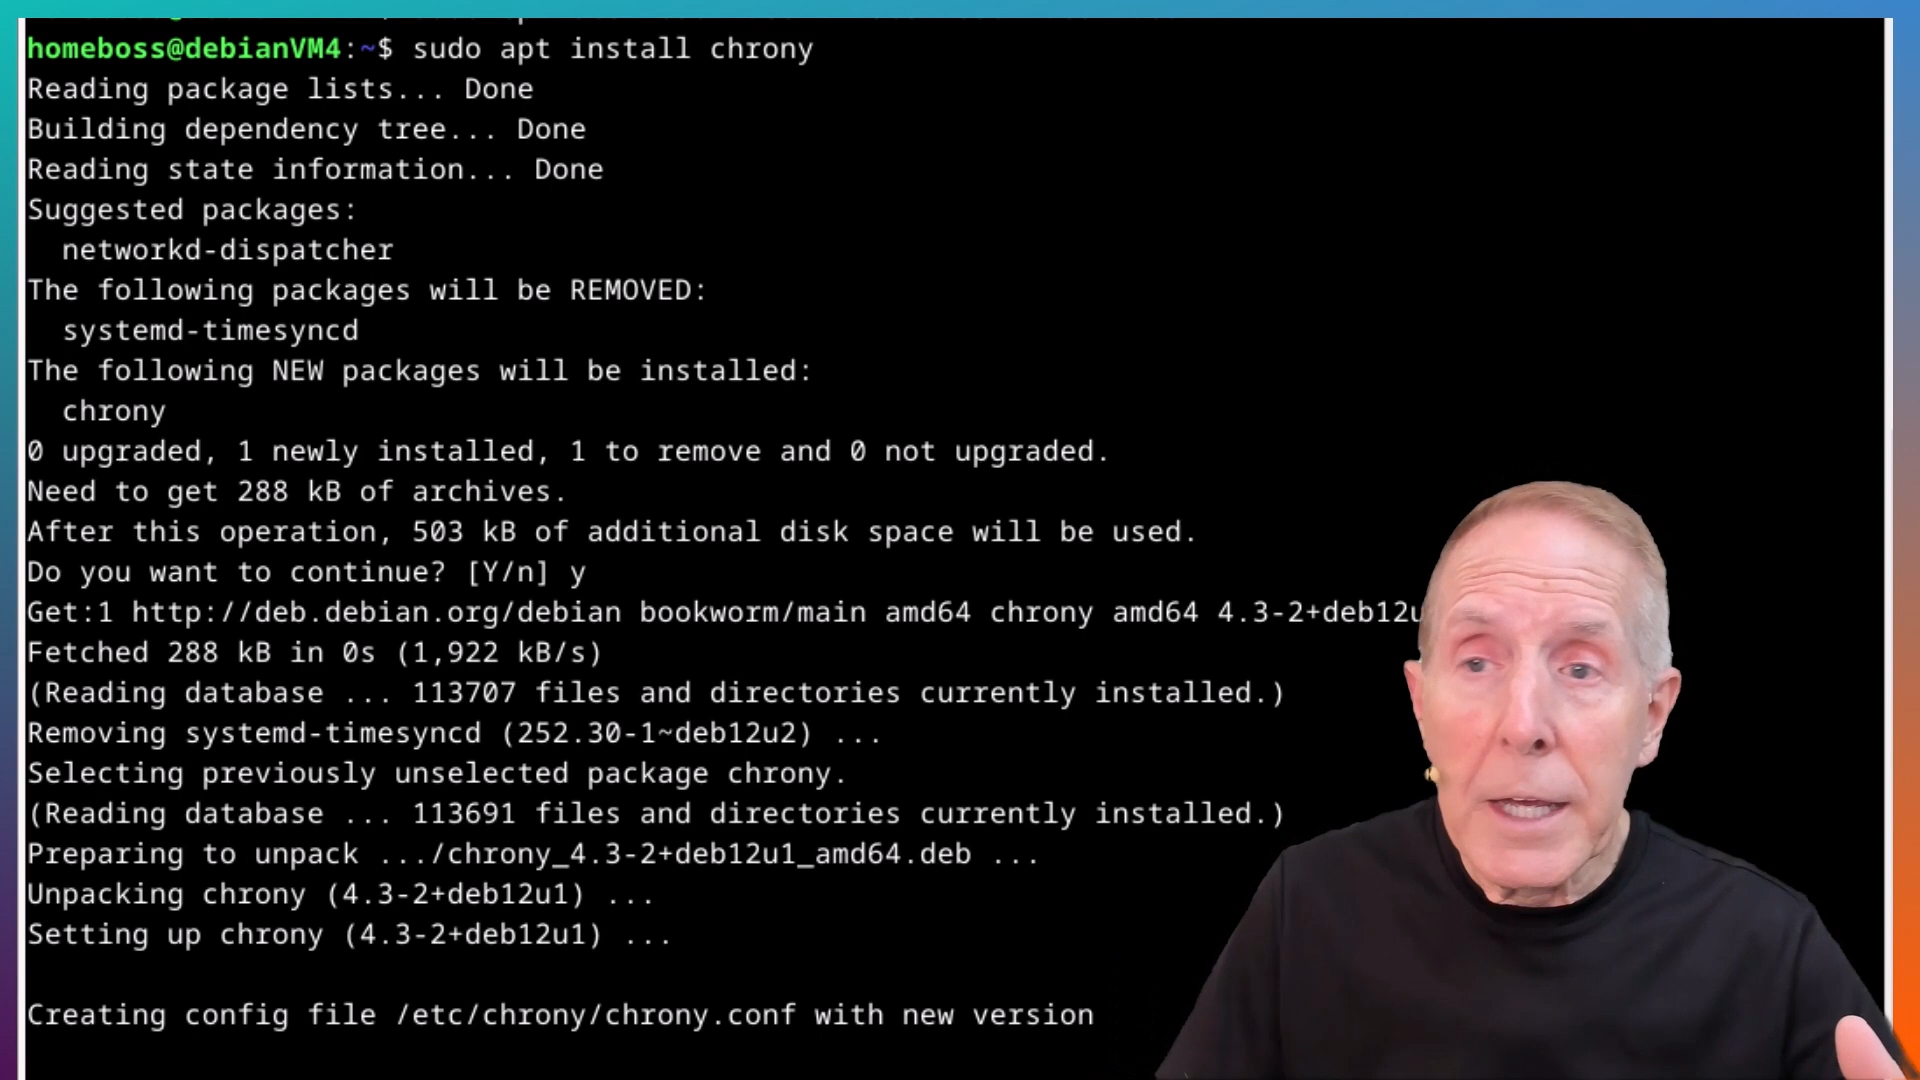 homeboss@debianVM4:~$ sudo apt install chrony
Reading package lists... Done
Building dependency tree... Done
Reading state information... Done
Suggested packages:
  networkd-dispatcher
The following packages will be REMOVED:
  systemd-timesyncd
The following NEW packages will be installed:
  chrony
0 upgraded, 1 newly installed, 1 to remove and 0 not upgraded.
Need to get 288 kB of archives.
After this operation, 503 kB of additional disk space will be used.
Do you want to continue? [Y/n] y
Get:1 http://deb.debian.org/debian bookworm/main amd64 chrony amd64 4.3-2+deb12u
Fetched 288 kB in 0s (1,922 kB/s)
(Reading database ... 113707 files and directories currently installed.)
Removing systemd-timesyncd (252.30-1~deb12u2) ...
Selecting previously unselected package chrony.
(Reading database ... 113691 files and directories currently installed.)
Preparing to unpack .../chrony_4.3-2+deb12u1_amd64.deb ...
Unpacking chrony (4.3-2+deb12u1) ...
Setting up chrony (4.3-2+deb12u1) ...
Creating config file /etc/chrony/chrony.conf with new version